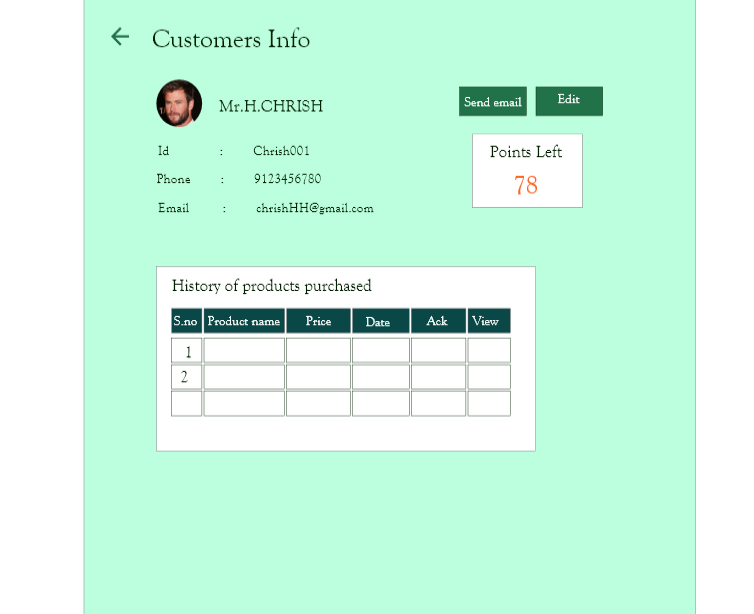 Customers Info
Mr.H.CHRISH
Send email
Edit
Id : Chrish001
Phone : 9123456780
Email : chrishHH@gmail.com
Points Left
78
History of products purchased
S.no Product name Price Date Ack View
1
2